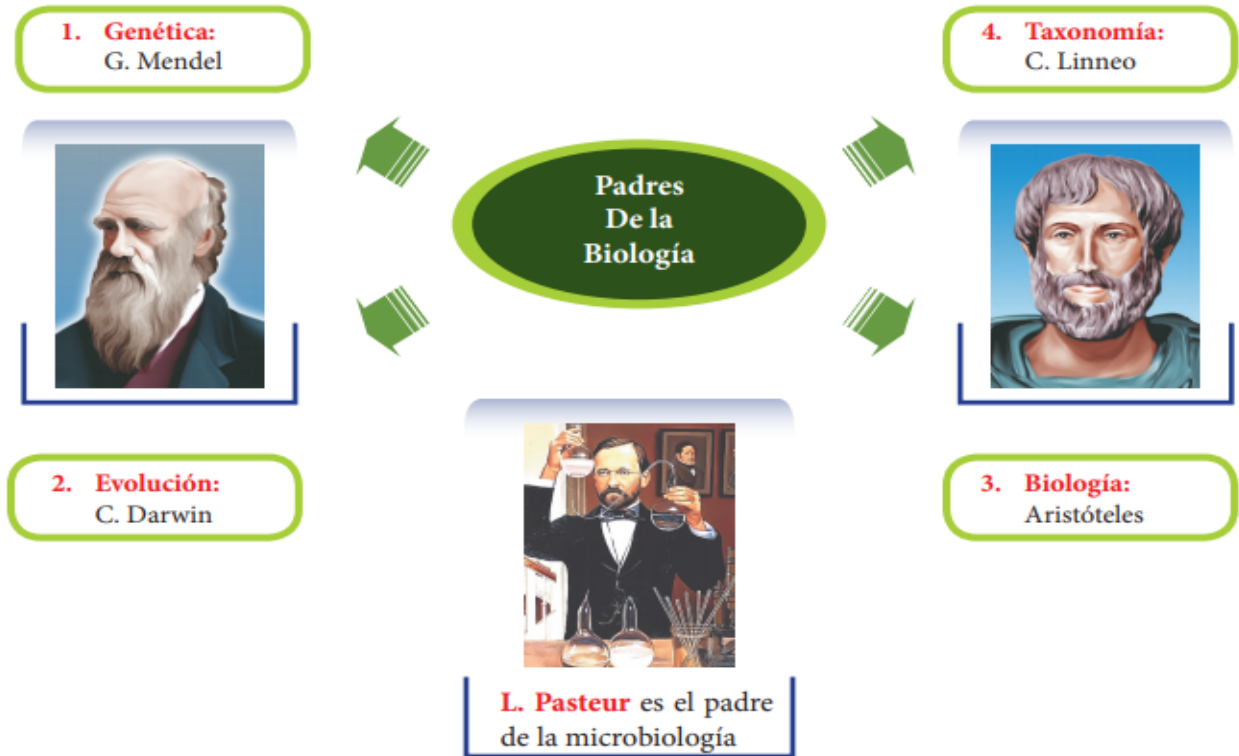 1. Genética:
G. Mendel
4. Taxonomía:
C. Linneo
Padres
De la
Biología
2. Evolución:
C. Darwin
3. Biología:
Aristóteles
L. Pasteur es el padre
de la microbiología